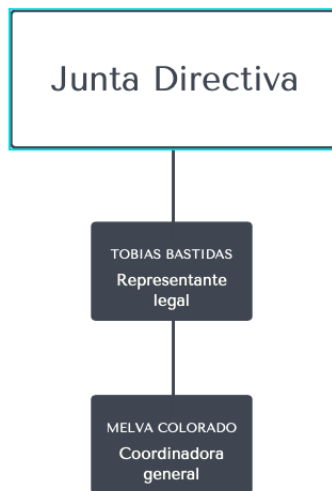 Junta Directiva
TOBIAS BASTIDAS
Representante
legal
MELVA COLORADO
Coordinadora
general